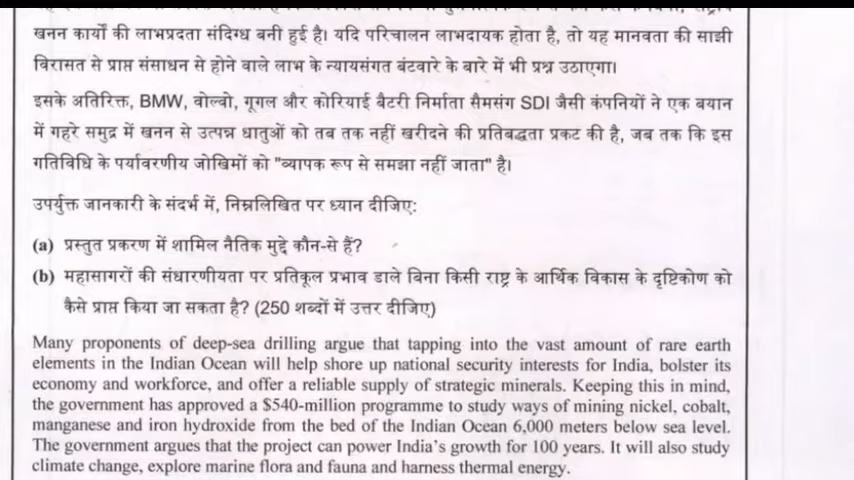 खनन कार्यों की लाभप्रदता संदिग्ध बनी हुई है। यदि परिचालन लाभदायक होता है, तो यह मानवता की साझी
विरासत से प्राप्त संसाधन से होने वाले लाभ के न्यायसंगत बंटवारे के बारे में भी प्रश्न उठाएगा।
इसके अतिरिक्त, BMW, वोल्वो, गूगल और कोरियाई बैटरी निर्माता सैमसंग SDI जैसी कंपनियों ने एक बयान
में गहरे समुद्र में खनन से उत्पन्न धातुओं को तब तक नहीं खरीदने की प्रतिबद्धता प्रकट की है, जब तक कि इस
गतिविधि के पर्यावरणीय जोखिमों को "व्यापक रूप से समझा नहीं जाता" है।
उपर्युक्त जानकारी के संदर्भ में, निम्नलिखित पर ध्यान दीजिए:
(a) प्रस्तुत प्रकरण में शामिल नैतिक मुद्दे कौन-से हैं?
(b) महासागरों की संधारणीयता पर प्रतिकूल प्रभाव डाले बिना किसी राष्ट्र के आर्थिक विकास के दृष्टिकोण को
कैसे प्राप्त किया जा सकता है? (250 शब्दों में उत्तर दीजिए)
Many proponents of deep-sea drilling argue that tapping into the vast amount of rare earth
elements in the Indian Ocean will help shore up national security interests for India, bolster its
economy and workforce, and offer a reliable supply of strategic minerals. Keeping this in mind,
the government has approved a $540-million programme to study ways of mining nickel, cobalt,
manganese and iron hydroxide from the bed of the Indian Ocean 6,000 meters below sea level.
The government argues that the project can power India's growth for 100 years. It will also study
climate change, explore marine flora and fauna and harness thermal energy.